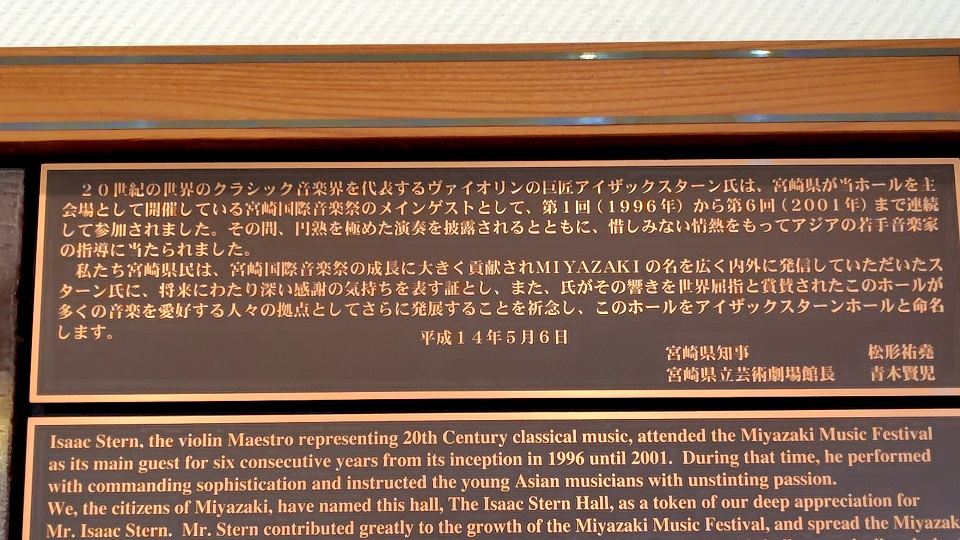 ２０世紀の世界のクラシック音楽界を代表するヴァイオリンの巨匠アイザックスターン氏は、宮崎県が当ホールを主
会場として開催している宮崎国際音楽祭のメインゲストとして、第１回（１９９６年）から第６回（２００１年）まで連続
して参加されました。その間、円熟を極めた演奏を披露されるとともに、惜しみない情熱をもってアジアの若手音楽家
の指導に当たられました。
私たち宮崎県民は、宮崎国際音楽祭の成長に大きく貢献されＭＩＹＡＺＡＫＩの名を広く内外に発信していただいたス
ターン氏に、将来にわたり深い感謝の気持ちを表す証とし、また、氏がその響きを世界屈指と賞賛されたこのホールが
多くの音楽を愛好する人々の拠点としてさらに発展することを祈念し、このホールをアイザックスターンホールと命名
します。
平成１４年５月６日
宮崎県知事　松形祐堯
宮崎県立芸術劇場館長　青木賢児
Isaac Stern, the violin Maestro representing 20th Century classical music, attended the Miyazaki Music Festival
as its main guest for six consecutive years from its inception in 1996 until 2001. During that time, he performed
with commanding sophistication and instructed the young Asian musicians with unstinting passion.
We, the citizens of Miyazaki, have named this hall, The Isaac Stern Hall, as a token of our deep appreciation for
Mr. Isaac Stern. Mr. Stern contributed greatly to the growth of the Miyazaki Music Festival, and spread the Miyazak